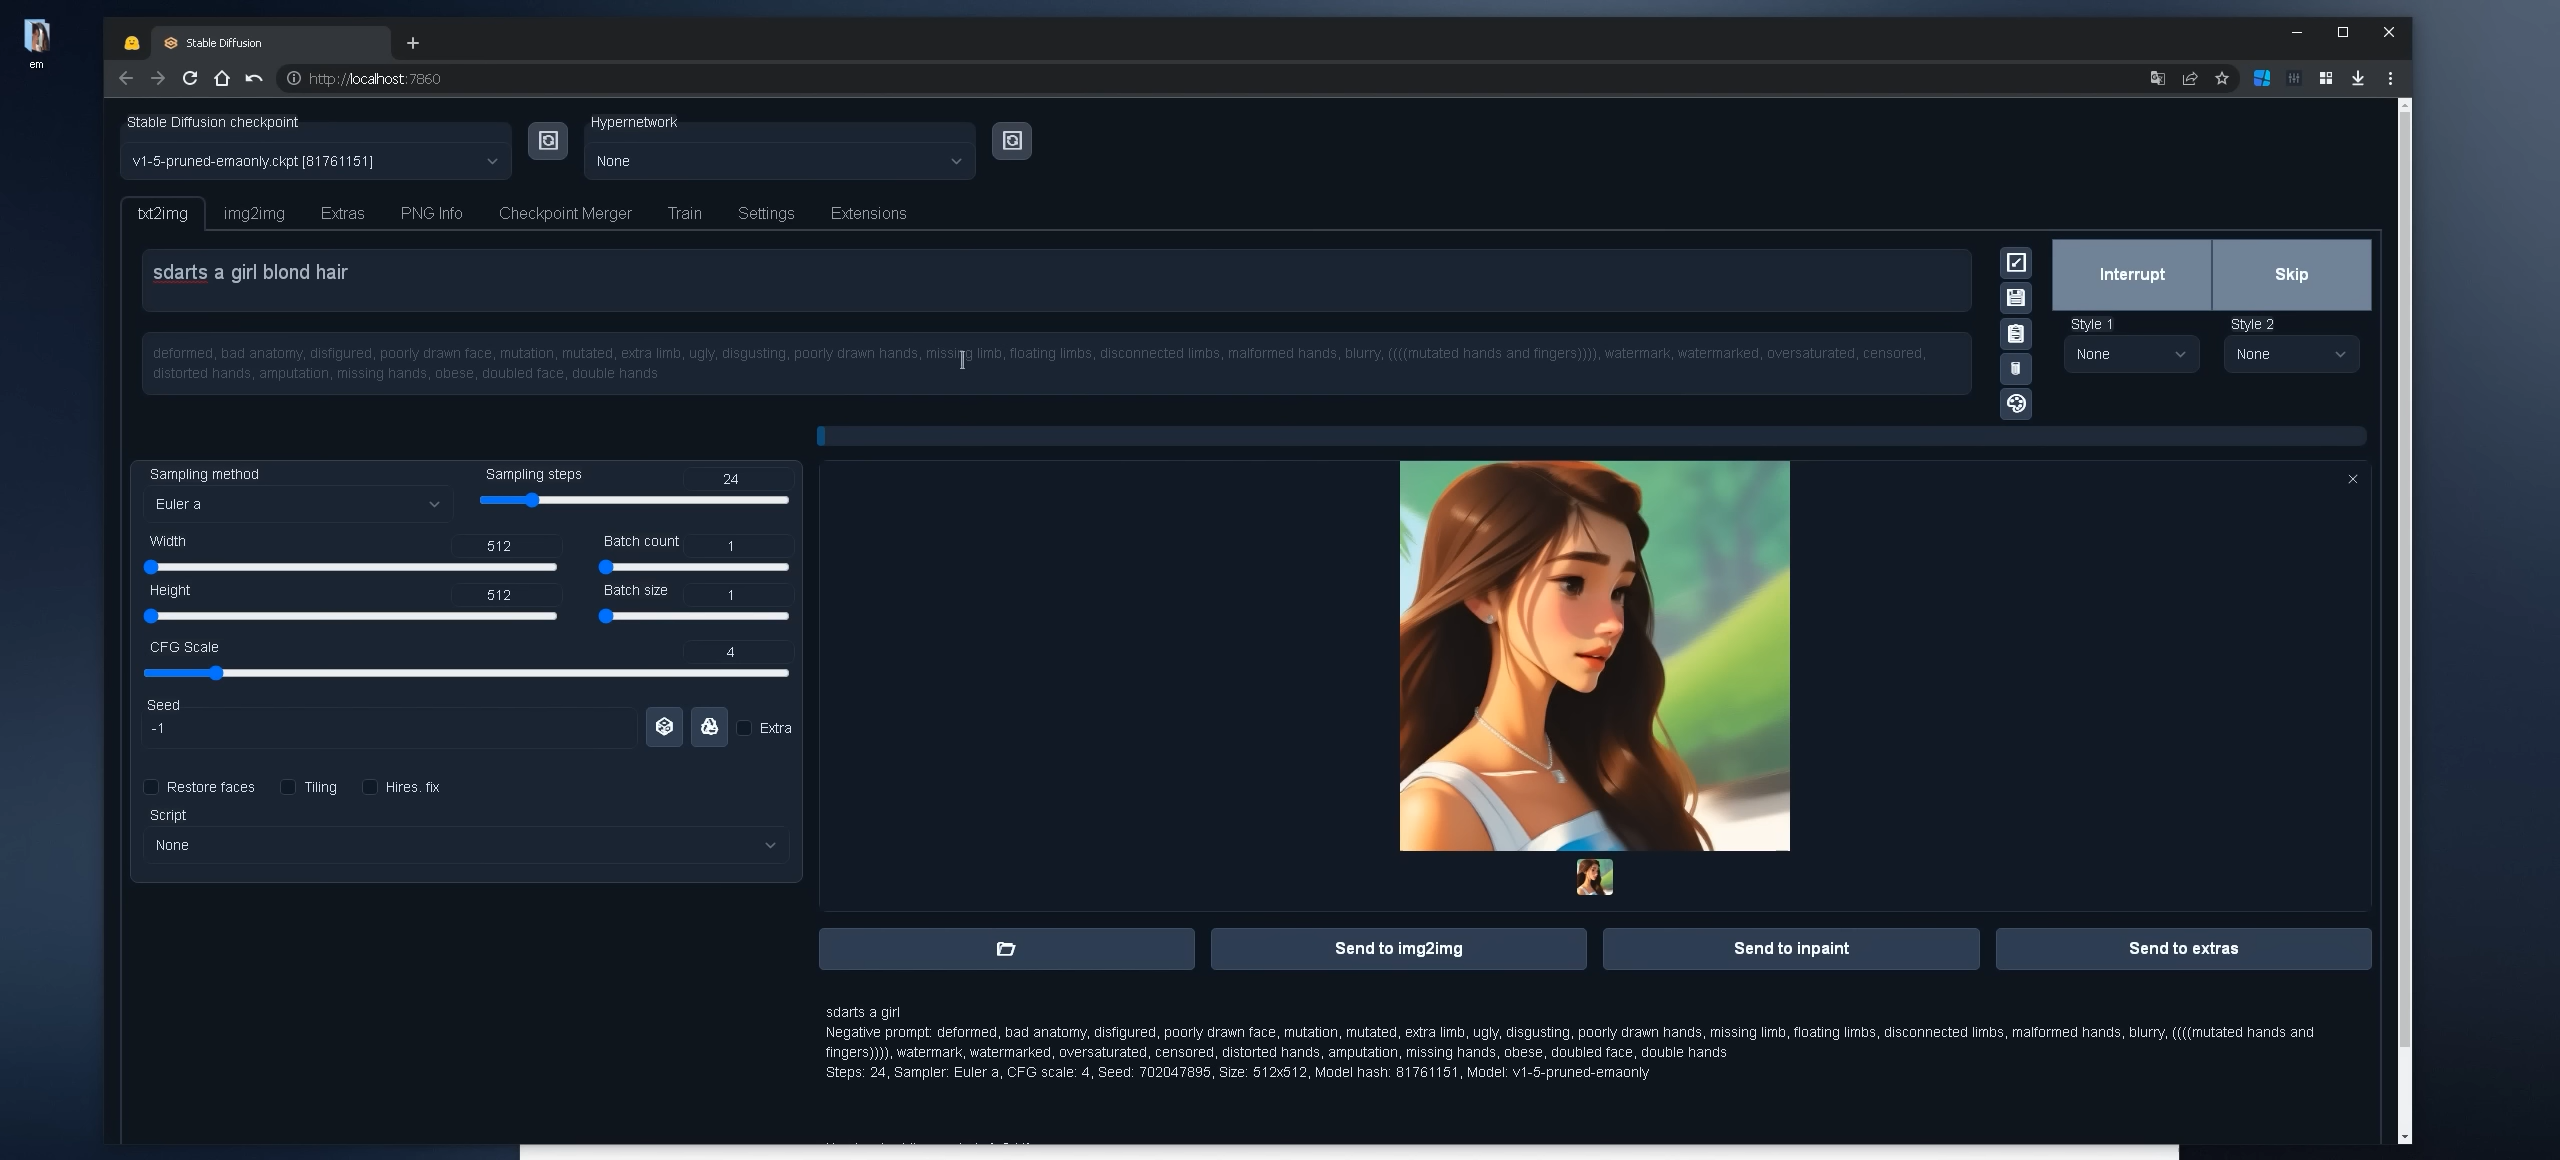 em
Stable Diffusion
http://localhost:7860
Stable Diffusion checkpoint
Hypernetwork
v1-5-pruned-emaonly.ckpt [81761151]
None
txt2img
img2img
Extras
PNG Info
Checkpoint Merger
Train
Settings
Extensions
sdarts a girl blond hair
Interrupt
Skip
Style 1
Style 2
None
None
deformed, bad anatomy, disfigured, poorly drawn face, mutation, mutated, extra limb, ugly, disgusting, poorly drawn hands, missing limb, floating limbs, disconnected limbs, malformed hands, blurry, ((((mutated hands and fingers)))), watermark, watermarked, oversaturated, censored,
distorted hands, amputation, missing hands, obese, doubled face, double hands
Sampling method
Sampling steps
24
Euler a
Width
512
Batch count
1
Height
512
Batch size
1
CFG Scale
4
Seed
-1
Extra
Restore faces
Tiling
Hires. fix
Script
None
Send to img2img
Send to inpaint
Send to extras
sdarts a girl
Negative prompt: deformed, bad anatomy, disfigured, poorly drawn face, mutation, mutated, extra limb, ugly, disgusting, poorly drawn hands, missing limb, floating limbs, disconnected limbs, malformed hands, blurry, ((((mutated hands and
fingers)))), watermark, watermarked, oversaturated, censored, distorted hands, amputation, missing hands, obese, doubled face, double hands
Steps: 24, Sampler: Euler a, CFG scale: 4, Seed: 702047895, Size: 512x512, Model hash: 81761151, Model: v1-5-pruned-emaonly